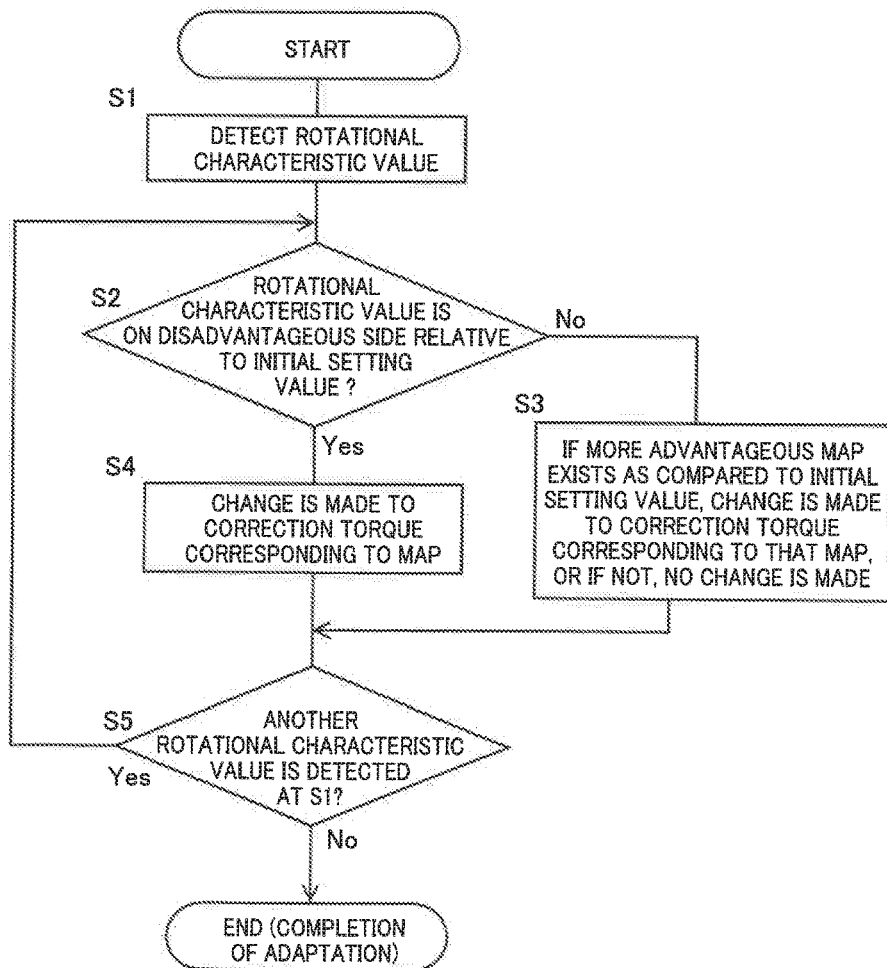 START
S1
DETECT ROTATIONAL
CHARACTERISTIC VALUE
S2
ROTATIONAL
CHARACTERISTIC VALUE IS
ON DISADVANTAGEOUS SIDE RELATIVE
TO INITIAL SETTING
VALUE ?
No
Yes
S3
IF MORE ADVANTAGEOUS MAP
EXISTS AS COMPARED TO INITIAL
SETTING VALUE, CHANGE IS MADE
TO CORRECTION TORQUE
CORRESPONDING TO THAT MAP,
OR IF NOT, NO CHANGE IS MADE
S4
CHANGE IS MADE TO
CORRECTION TORQUE
CORRESPONDING TO MAP
S5
ANOTHER
ROTATIONAL CHARACTERISTIC
VALUE IS DETECTED
AT S1?
Yes
No
END (COMPLETION
OF ADAPTATION)